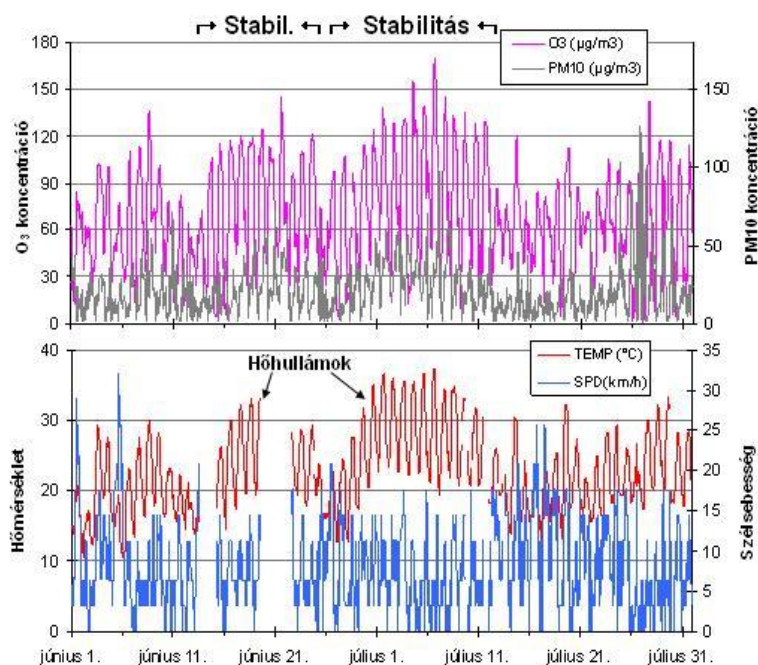 Stabil. Stabilitás
O3 (µg/m3)
PM10 (µg/m3)
180
150
120
90
60
30
0
O₃ koncentráció
150
100
50
0
PM10 koncentráció
Hőhullámok
TEMP (ºC)
SPD(km/h)
40
30
20
10
0
Hőmérséklet
35
30
25
20
15
10
5
0
Szélsebesség
június 1. június 11. június 21. július 1. július 11. július 21. július 31.